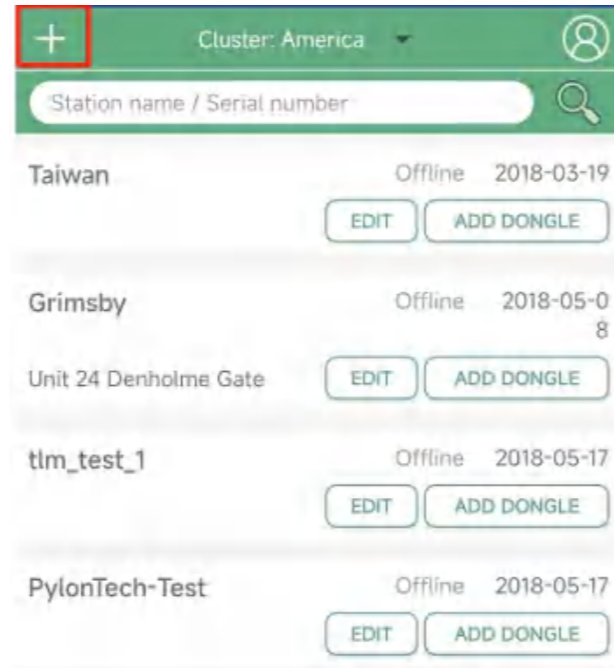 + Cluster: America
Station name / Serial number
Taiwan Offline 2018-03-19
EDIT ADD DONGLE
Grimsby Offline 2018-05-0
8
Unit 24 Denholme Gate EDIT ADD DONGLE
tlm_test_1 Offline 2018-05-17
EDIT ADD DONGLE
PylonTech-Test Offline 2018-05-17
EDIT ADD DONGLE